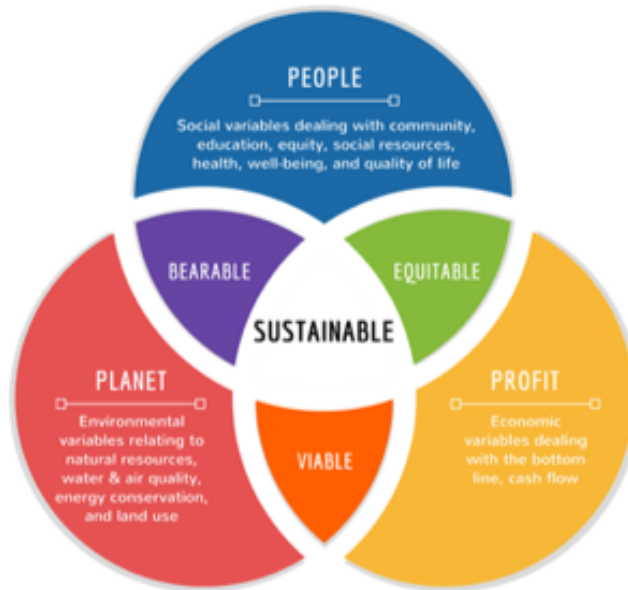 PEOPLE
Social variables dealing with community,
education, equity, social resources,
health, well-being, and quality of life
BEARABLE
EQUITABLE
SUSTAINABLE
PLANET
Environmental
variables relating to
natural resources,
water & air quality,
energy conservation,
and land use
PROFIT
Economic
variables dealing
with the bottom
line, cash flow
VIABLE